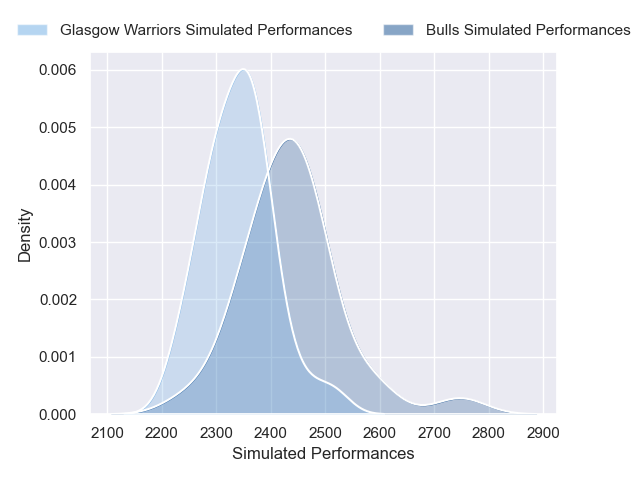 Glasgow Warriors Simulated Performances Bulls Simulated Performances
0.006
0.005
0.004
0.003
0.002
0.001
0.000
Density
2100 2200 2300 2400 2500 2600 2700 2800 2900
Simulated Performances